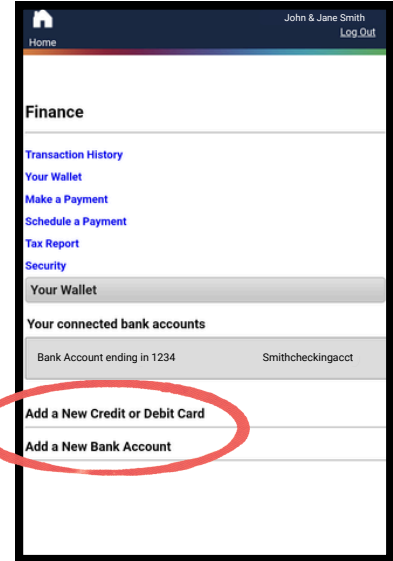 John & Jane Smith
Home
Log Out
Finance
Transaction History
Your Wallet
Make a Payment
Schedule a Payment
Tax Report
Security
Your Wallet
Your connected bank accounts
Bank Account ending in 1234 Smithcheckingacct
Add a New Credit or Debit Card
Add a New Bank Account